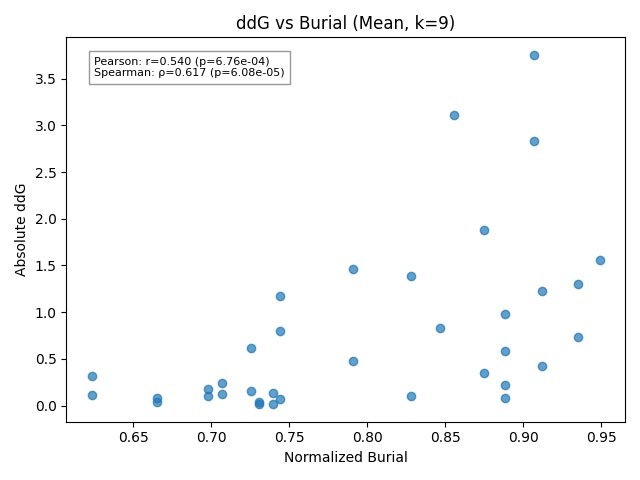 ddG vs Burial (Mean, k=9)
Pearson: r=0.540 (p=6.76e-04)
Spearman: ρ=0.617 (p=6.08e-05)
Absolute ddG
3.5
3.0
2.5
2.0
1.5
1.0
0.5
0.0
0.65 0.70 0.75 0.80 0.85 0.90 0.95
Normalized Burial